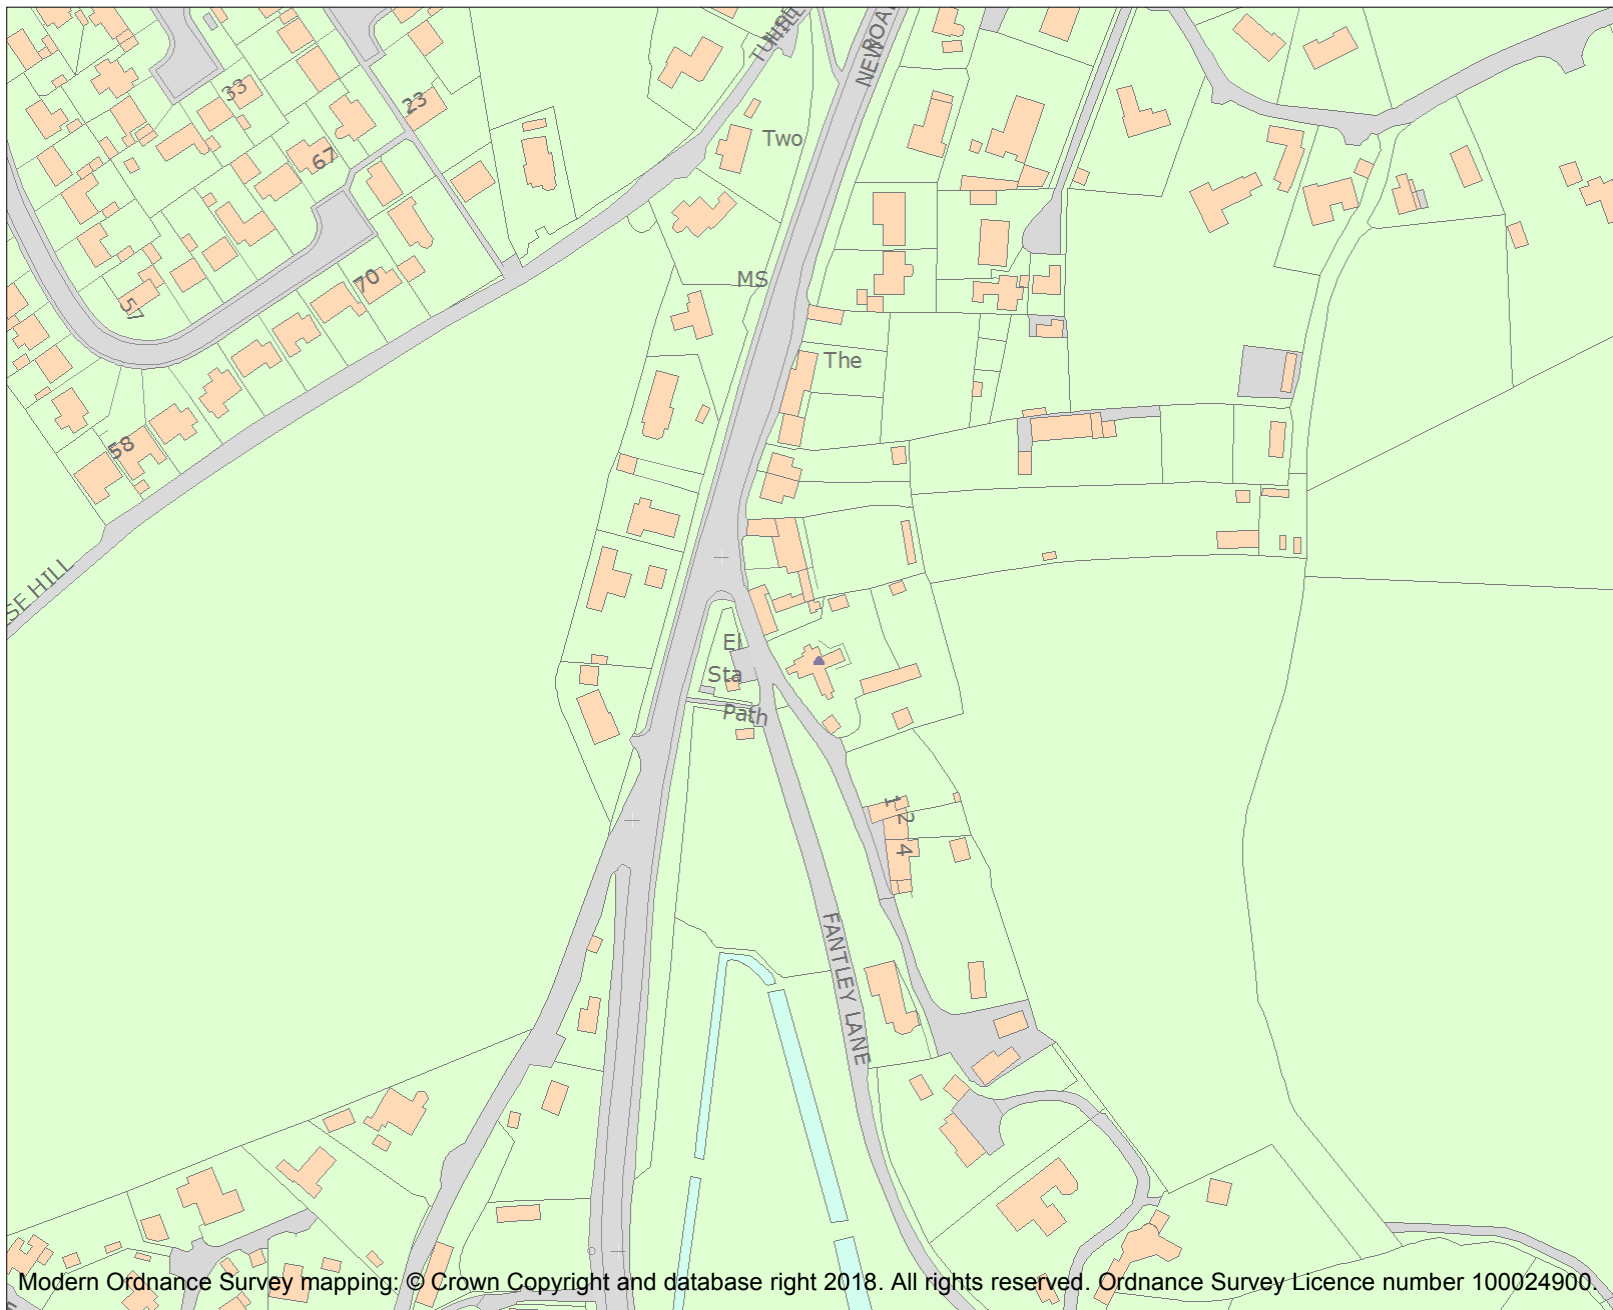 TUHILL
NEW ROA
33
23
Two
67
MS
70
57
The
58
SE HILL
El
Sta
Path
1
2
4
FANTLEY LANE
Modern Ordnance Survey mapping: © Crown Copyright and database right 2018. All rights reserved. Ordnance Survey Licence number 100024900.